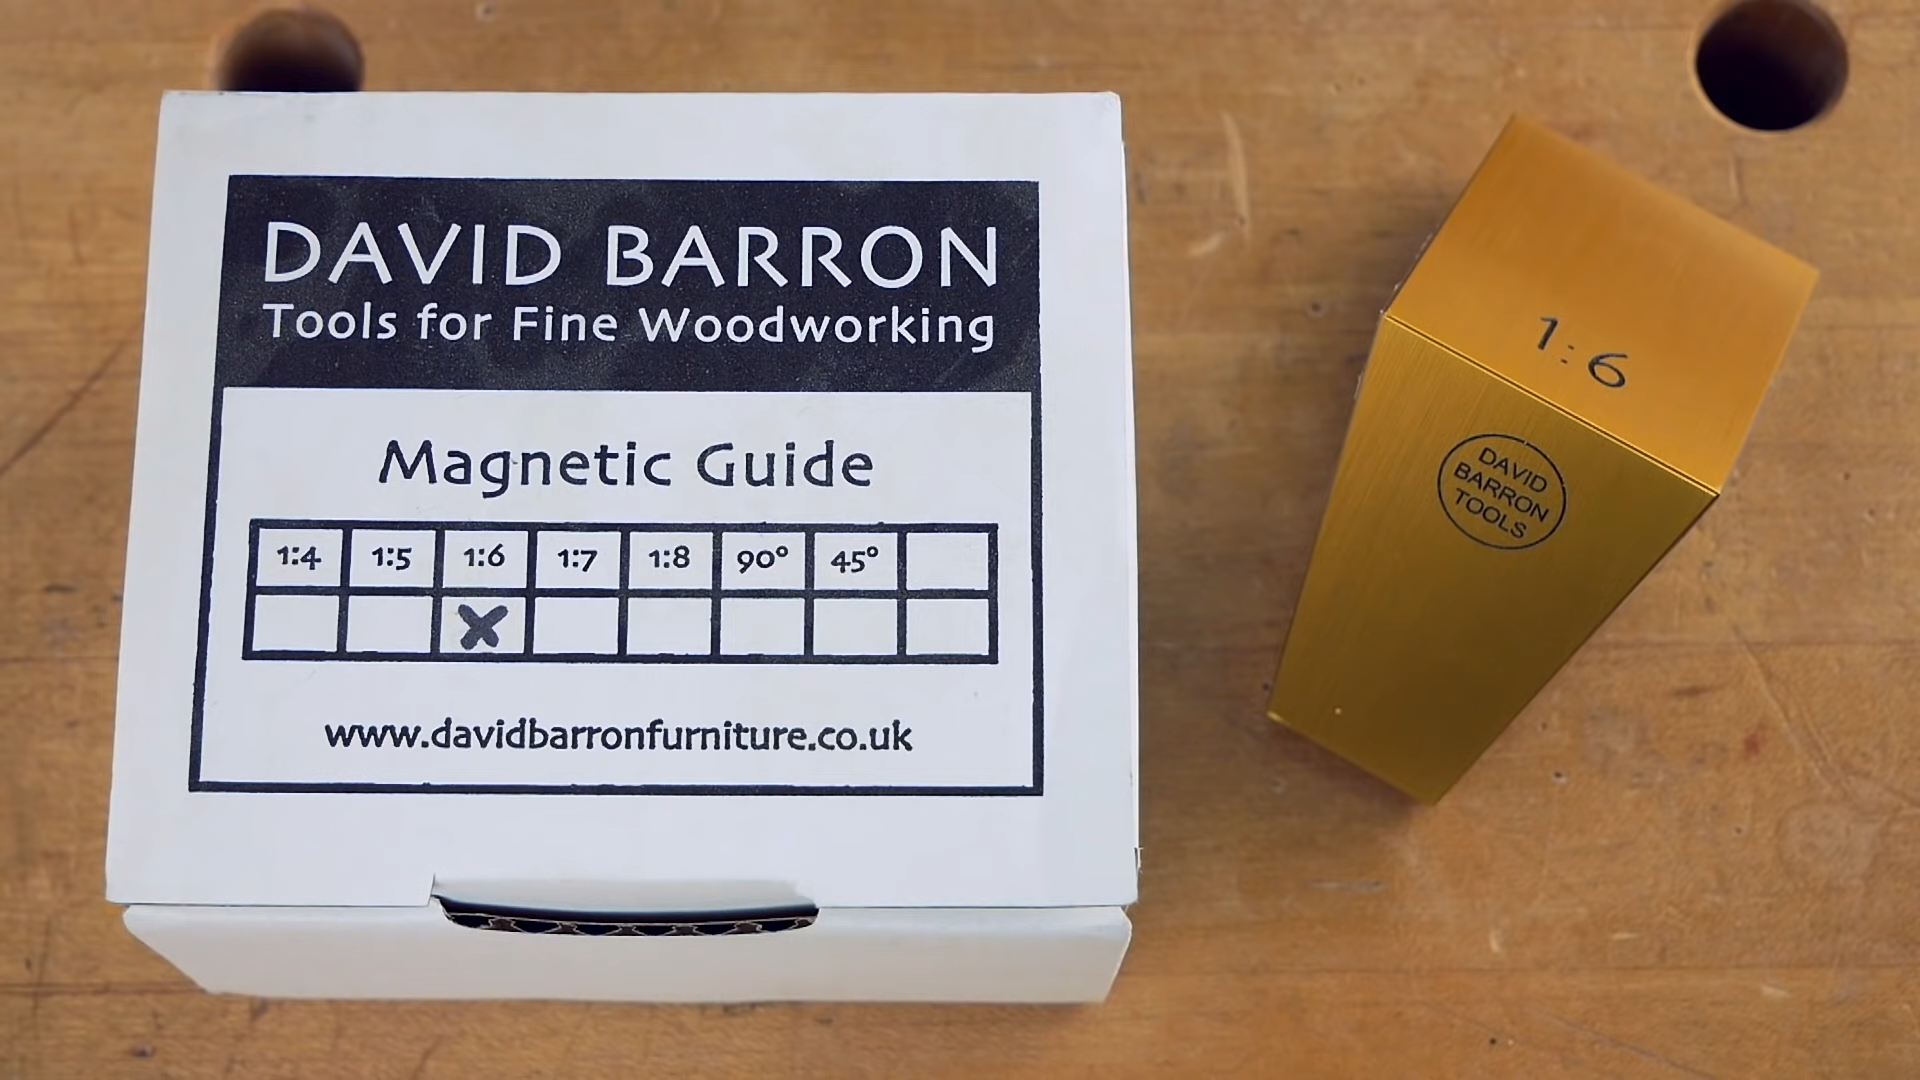 DAVID BARRON
Tools for Fine Woodworking
Magnetic Guide
1:4 1:5 1:6 1:7 1:8 90° 45°
www.davidbarronfurniture.co.uk
1:6
DAVID
BARRON
TOOLS